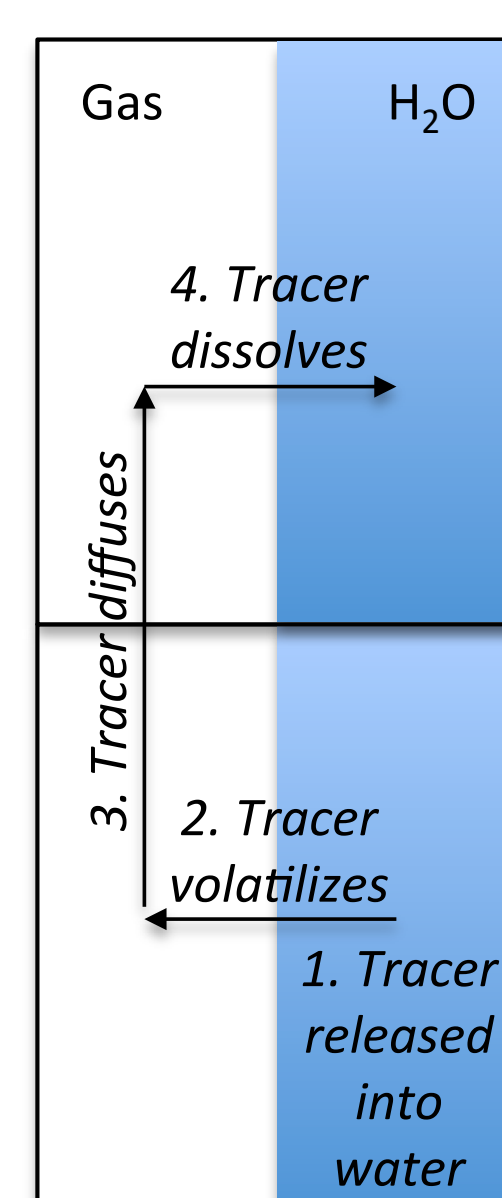 Gas
H₂O
4. Tracer
dissolves
3. Tracer diffuses
2. Tracer
volatilizes
1. Tracer
released
into
water